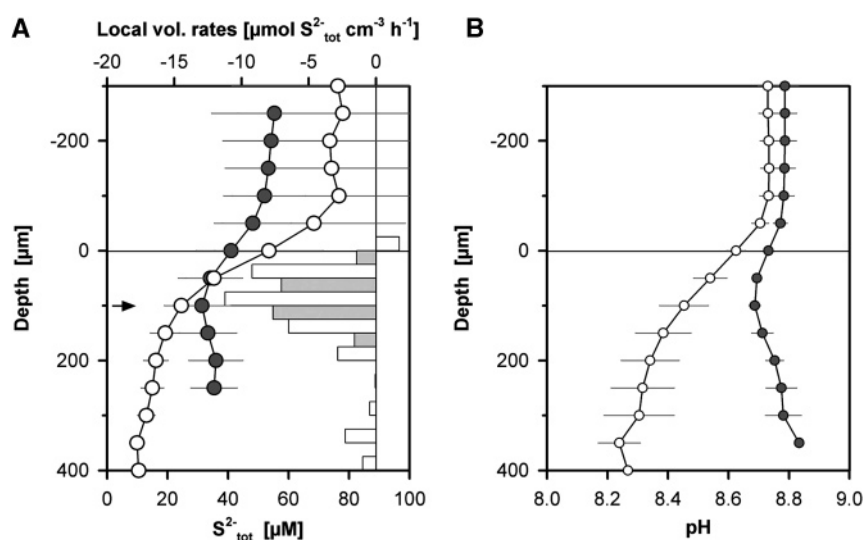 A
Local vol. rates [µmol S²⁻tot cm⁻³ h⁻¹]
-20 -15 -10 -5 0
-200
0
200
400
Depth [µm]
0 20 40 60 80 100
S²⁻tot [µM]
B
-200
0
200
400
Depth [µm]
8.0 8.2 8.4 8.6 8.8 9.0
pH